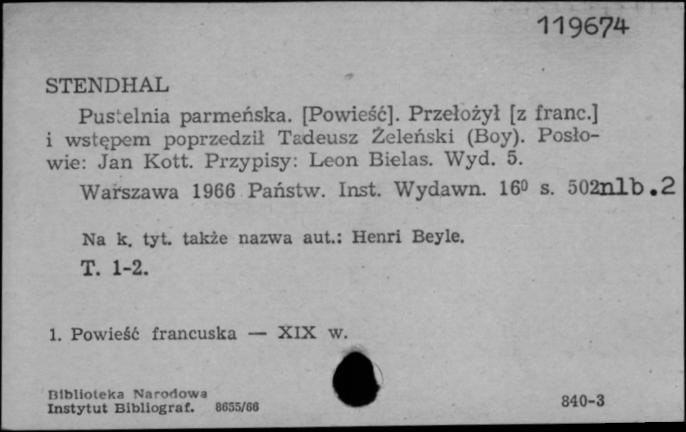 119674
STENDHAL
Pustelnia parmeńska. [Powieść]. Przełożył [z franc.]
i wstępem poprzedził Tadeusz Żeleński (Boy). Posło-
wie: Jan Kott. Przypisy: Leon Bielas. Wyd. 5.
Warszawa 1966 Państw. Inst. Wydawn. 16⁰ s. 502nlb.2
Na k. tyt. także nazwa aut.: Henri Beyle.
T. 1-2.
1. Powieść francuska — XIX w.
Biblioteka Narodowa
Instytut Bibliograf. 8655/66
840-3